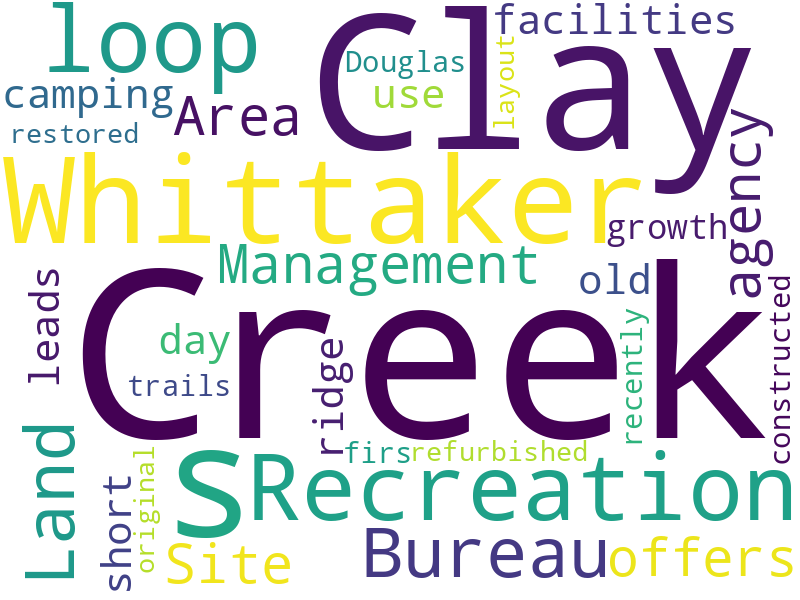 loop
Clay
facilities
camping
Area
Douglas
use
layout
restored
Whittaker
agency
growth
Management
old
leads
Creek
day
ridge
recently
constructed
trails
Land
s
firs
refurbished
Recreation
short
original
Site
Bureau
offers